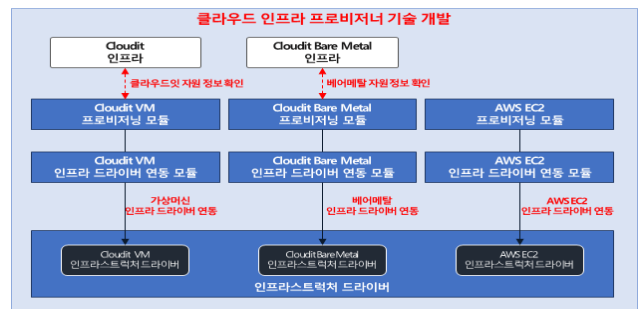 클라우드 인프라 프로비저너 기술 개발
Cloudit
인프라
Cloudit Bare Metal
인프라
클라우드잇 자원 정보 확인
베어메탈 자원 정보 확인
Cloudit VM
프로비저닝 모듈
Cloudit Bare Metal
프로비저닝 모듈
AWS EC2
프로비저닝 모듈
Cloudit VM
인프라 드라이버 연동 모듈
Cloudit Bare Metal
인프라 드라이버 연동 모듈
AWS EC2
인프라 드라이버 연동 모듈
가상머신
인프라 드라이버 연동
베어메탈
인프라 드라이버 연동
AWS EC2
인프라 드라이버 연동
Cloudit VM
인프라스트럭처 드라이버
Cloudit Bare Metal
인프라스트럭처 드라이버
AWS EC2
인프라스트럭처 드라이버
인프라스트럭처 드라이버